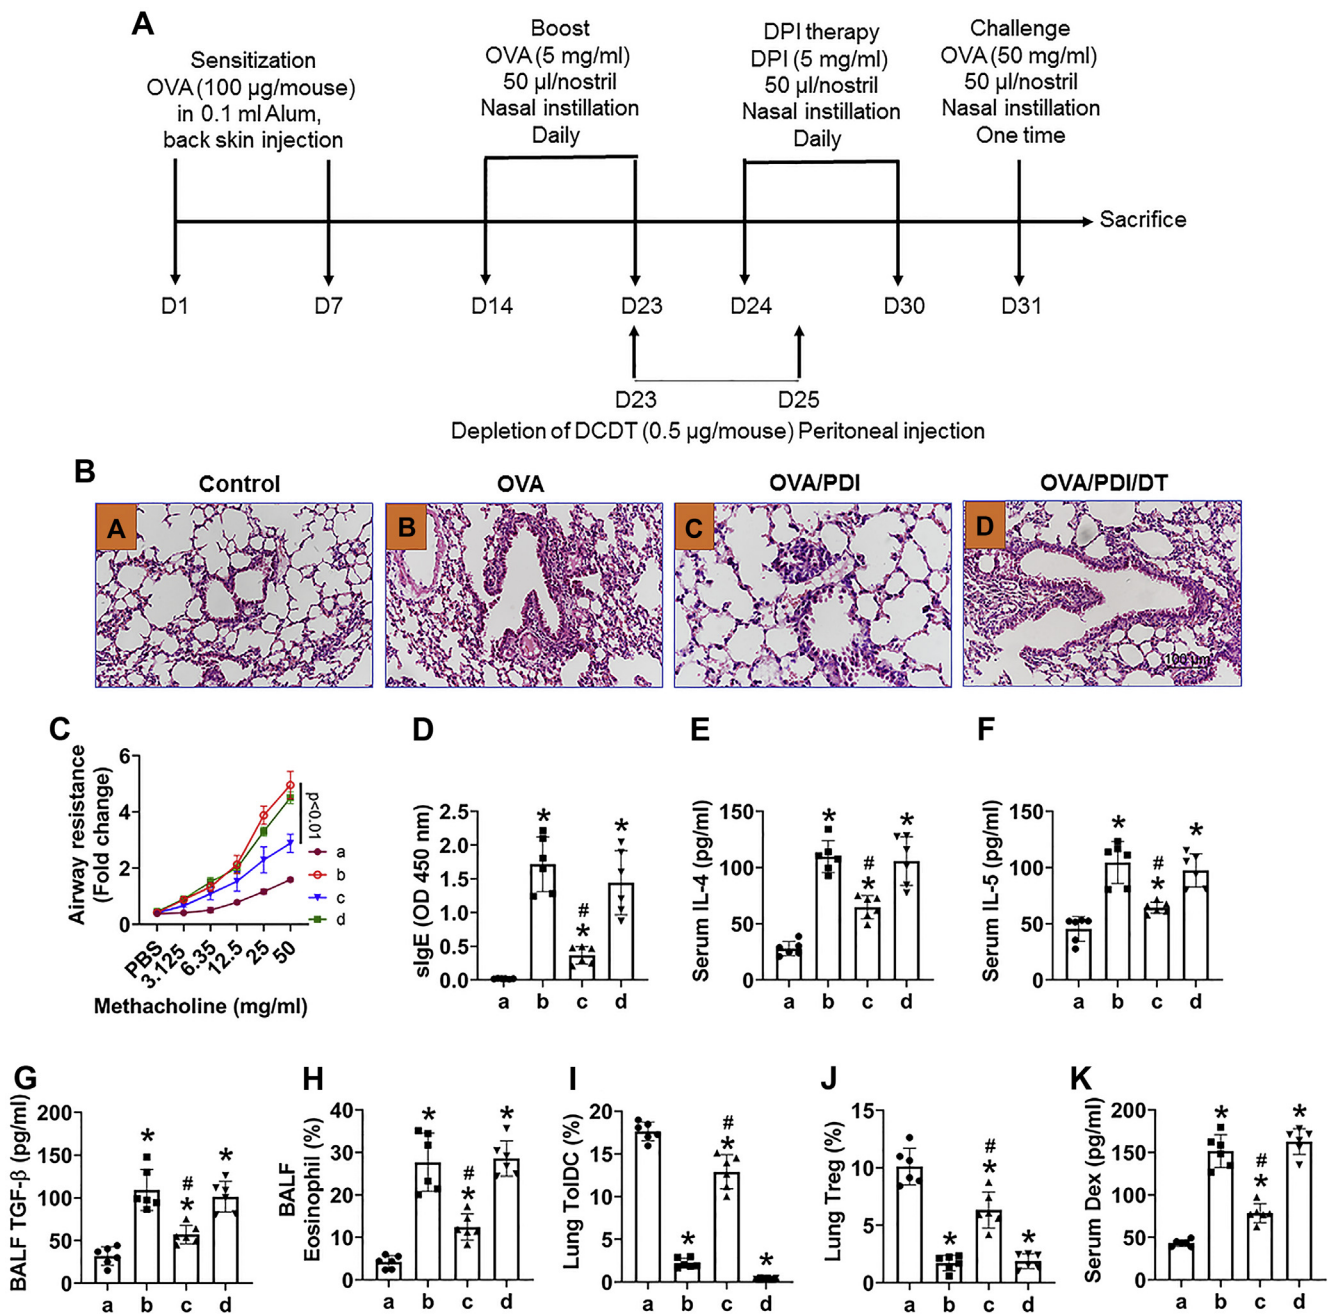 A
Sensitization
OVA (100 µg/mouse)
in 0.1 ml Alum,
back skin injection
Boost
OVA (5 mg/ml)
50 µl/nostril
Nasal instillation
Daily
DPI therapy
DPI (5 mg/ml)
50 µl/nostril
Nasal instillation
Daily
Challenge
OVA (50 mg/ml)
50 µl/nostril
Nasal instillation
One time
Sacrifice
D1
D7
D14
D23
D24
D30
D31
D23
D25
Depletion of DCDT (0.5 µg/mouse) Peritoneal injection
B
Control
OVA
OVA/PDI
OVA/PDI/DT
A
B
C
D
100 µm
C
Airway resistance
(Fold change)
6
4
2
0
PBS
3.125
6.35
12.5
25
50
Methacholine (mg/ml)
p<0.01
a
b
c
d
D
sIgE (OD 450 nm)
2.5
2.0
1.5
1.0
0.5
0.0
*
#
*
*
a b c d
E
Serum IL-4 (pg/ml)
150
100
50
0
*
#
*
*
a b c d
F
Serum IL-5 (pg/ml)
150
100
50
0
*
#
*
*
a b c d
G
BALF TGF-β (pg/ml)
200
150
100
50
0
*
#
*
*
a b c d
H
BALF
Eosinophil (%)
40
30
20
10
0
*
#
*
*
a b c d
I
Lung TolDC (%)
20
15
10
5
0
*
#
*
*
a b c d
J
Lung Treg (%)
15
10
5
0
*
#
*
*
a b c d
K
Serum Dex (pg/ml)
200
150
100
50
0
*
#
*
*
a b c d